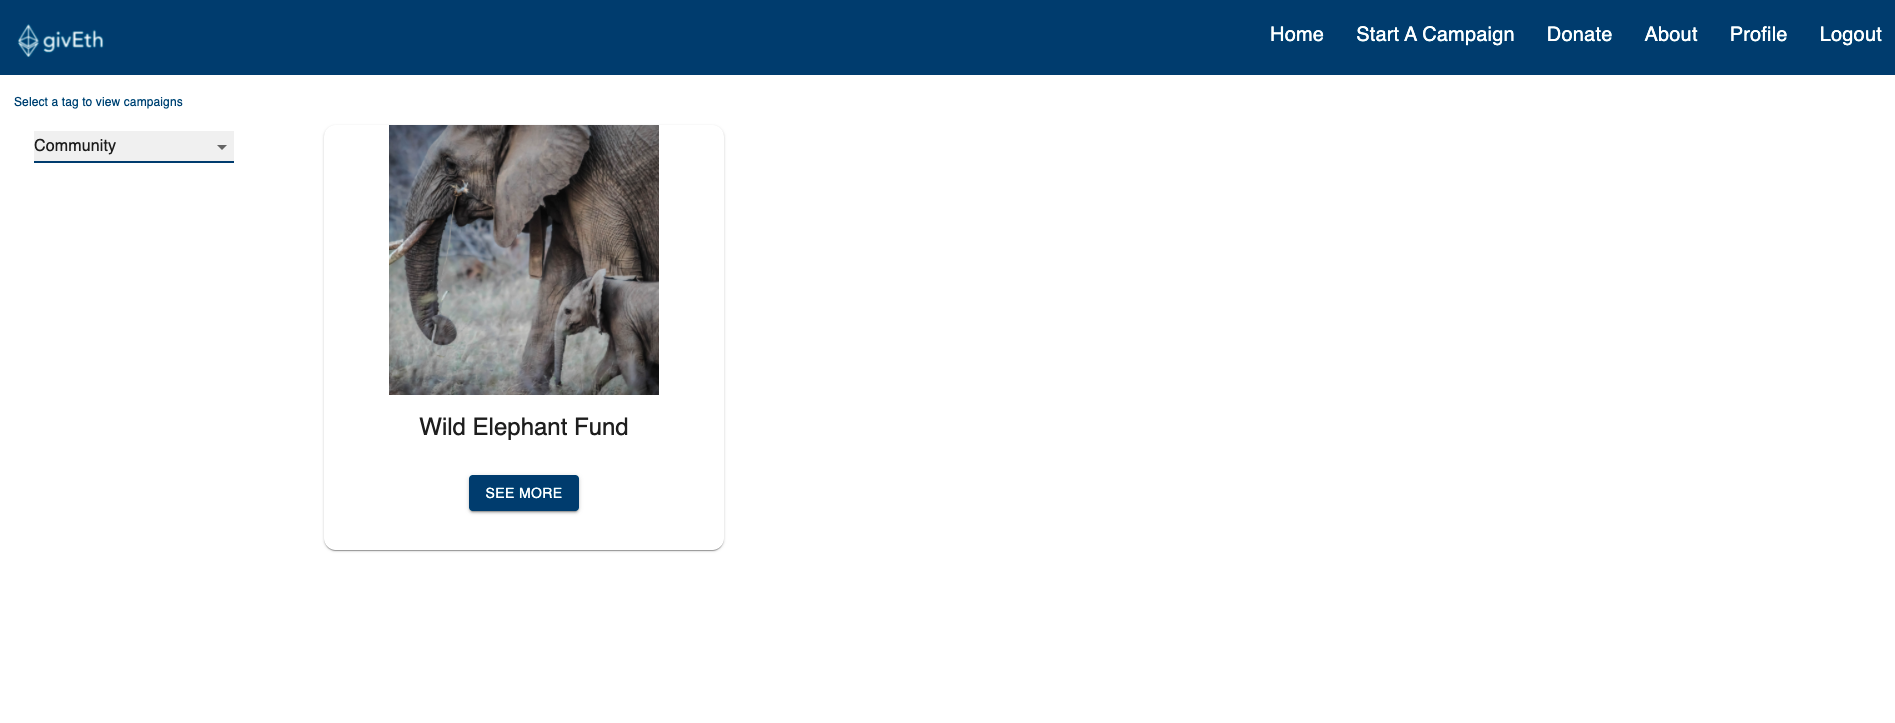 givEth
Home Start A Campaign Donate About Profile Logout
Select a tag to view campaigns
Community
Wild Elephant Fund
SEE MORE